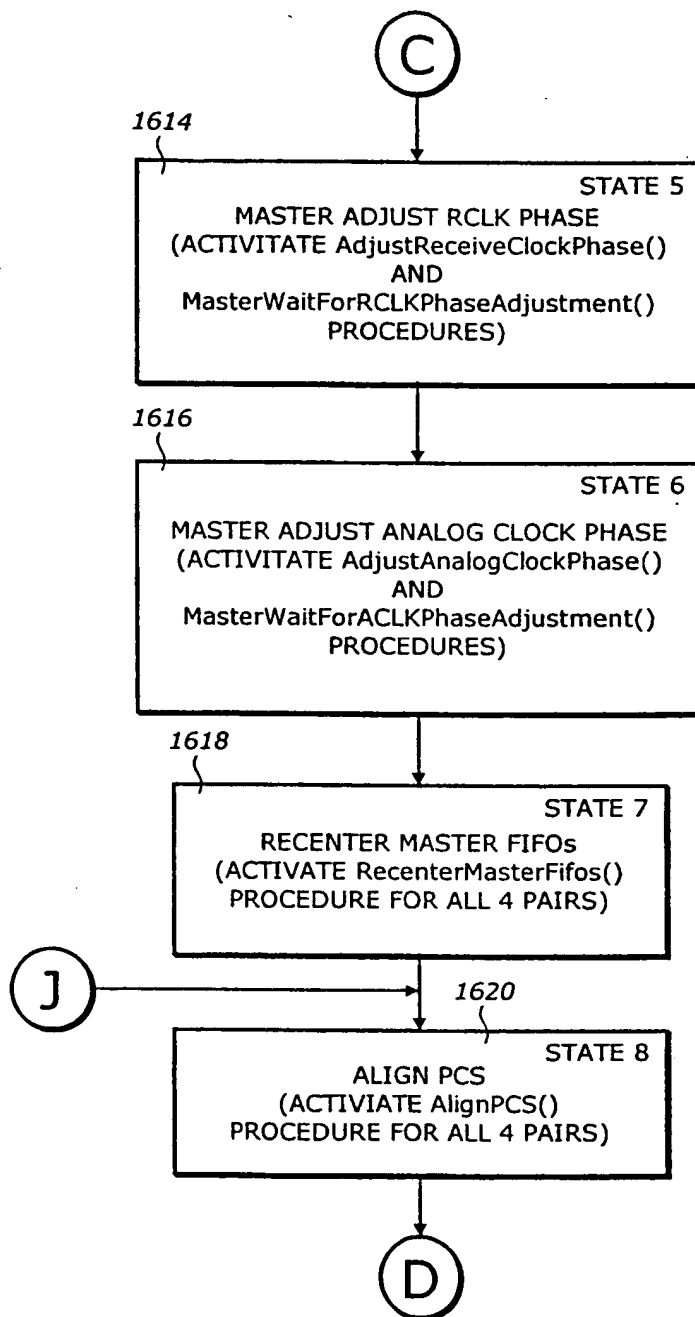 C
1614
STATE 5
MASTER ADJUST RCLK PHASE
(ACTIVITATE AdjustReceiveClockPhase()
AND
MasterWaitForRCLKPhaseAdjustment()
PROCEDURES)
1616
STATE 6
MASTER ADJUST ANALOG CLOCK PHASE
(ACTIVITATE AdjustAnalogClockPhase()
AND
MasterWaitForACLKPhaseAdjustment()
PROCEDURES)
1618
STATE 7
RECENTER MASTER FIFOs
(ACTIVATE RecenterMasterFifos()
PROCEDURE FOR ALL 4 PAIRS)
J
1620
STATE 8
ALIGN PCS
(ACTIVIATE AlignPCS()
PROCEDURE FOR ALL 4 PAIRS)
D